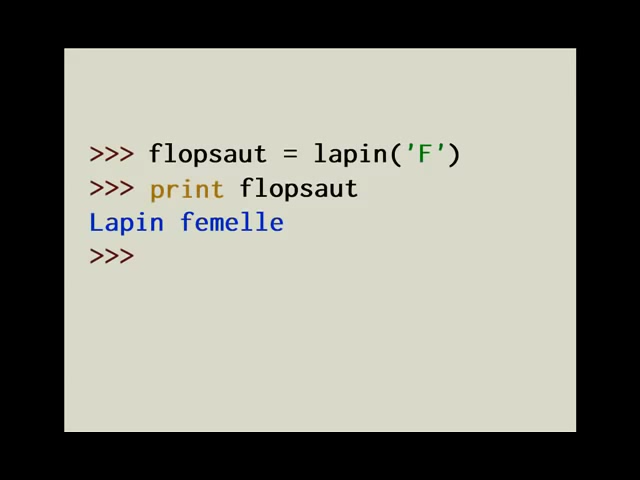 >>> flopsaut = lapin('F')
>>> print flopsaut
Lapin femelle
>>>